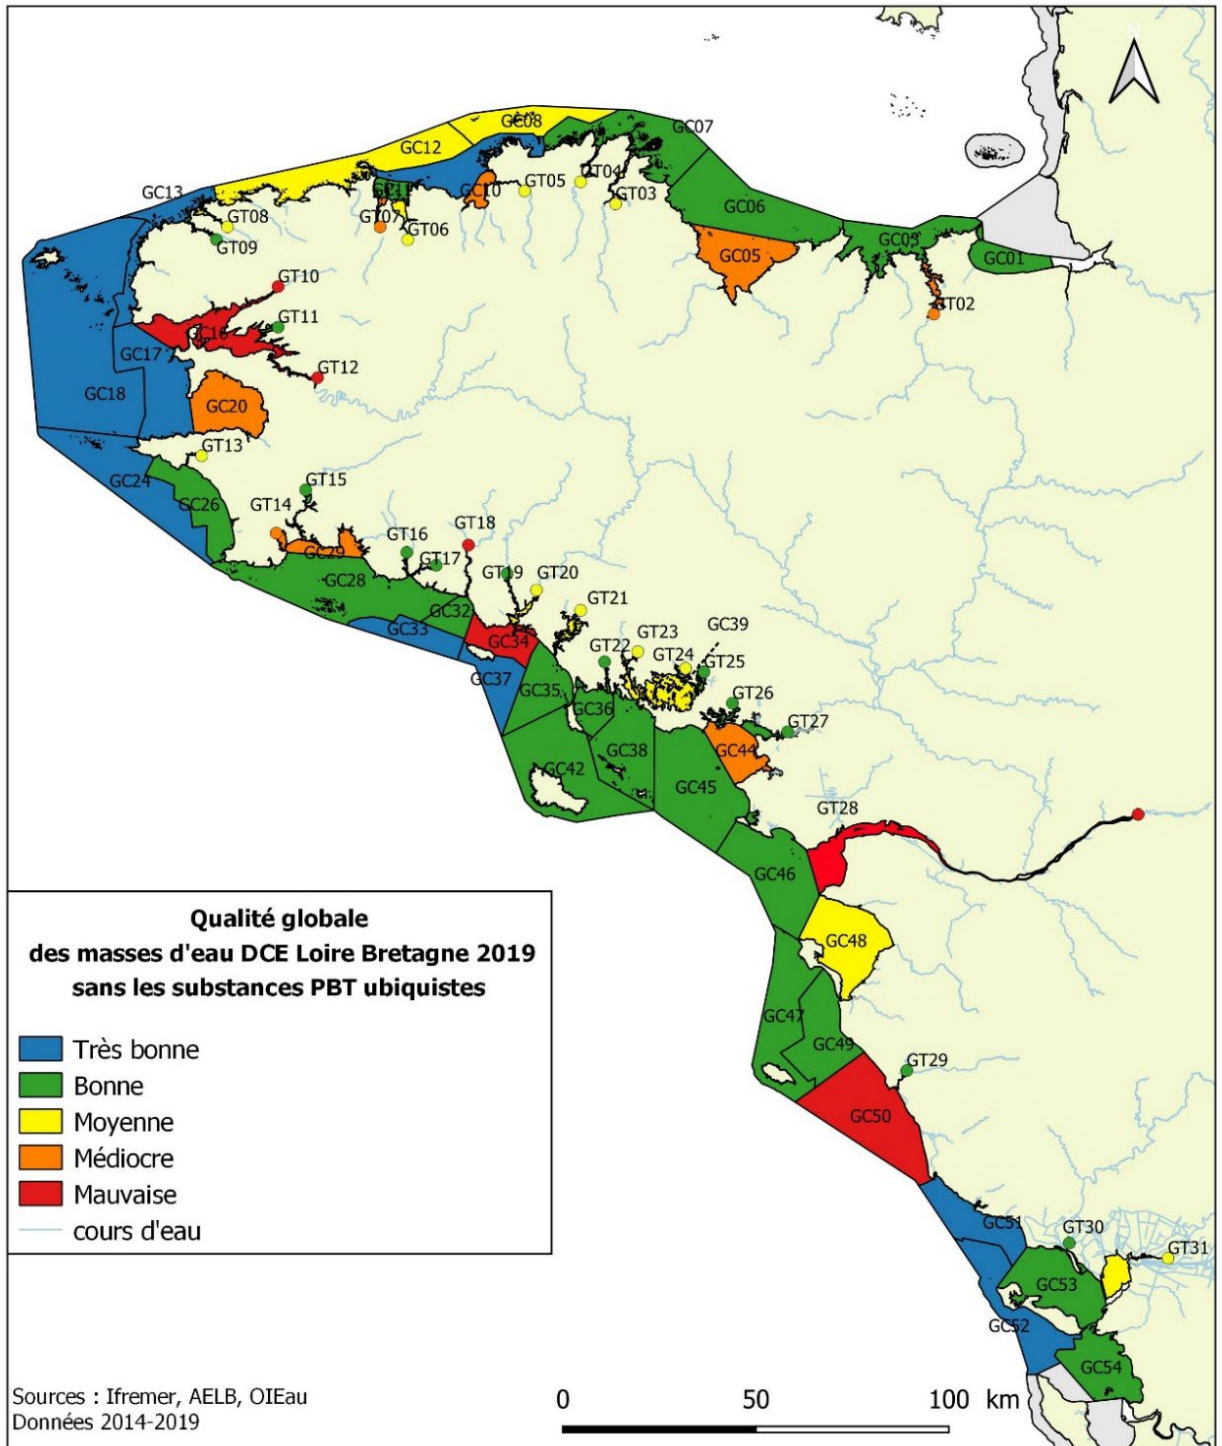 N
GC08
GC07
GC12
GC13
GT05
GT04
GC10
GT03
GC11
GT08
GT07
GT06
GT09
GC06
GC03
GC05
GC01
GT10
GT02
GT11
GC16
GC17
GT12
GC18
GC20
GT13
GC24
GT15
GC26
GT14
GT18
GT16
GC29
GT17
GT19
GT20
GC28
GC32
GT21
GC33
GC34
GT23
GC39
GT22
GT24
GT25
GC37
GC35
GC36
GT26
GT27
GC38
GC44
GC42
GC45
GT28
GC46
GC48
GC47
GC49
GT29
GC50
GC51
GT30
GT31
GC53
GC52
GC54
Qualité globale
des masses d'eau DCE Loire Bretagne 2019
sans les substances PBT ubiquistes
Très bonne
Bonne
Moyenne
Médiocre
Mauvaise
cours d'eau
Sources : Ifremer, AELB, OIEau
Données 2014-2019
0 50 100 km